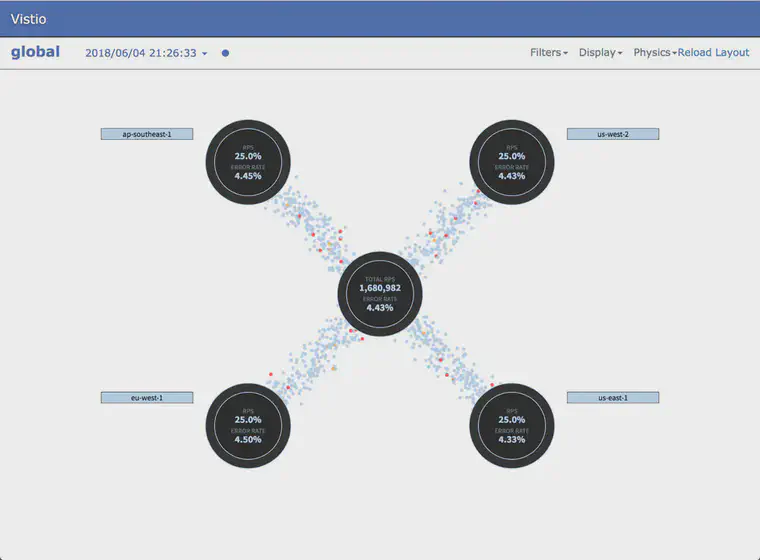 Vistio
global 2018/06/04 21:26:33 Filters Display Physics Reload Layout
ap-southeast-1
RPS
25.0%
ERROR RATE
4.45%
us-west-2
RPS
25.0%
ERROR RATE
4.43%
TOTAL RPS
1,680,982
ERROR RATE
4.43%
eu-west-1
RPS
25.0%
ERROR RATE
4.50%
us-east-1
RPS
25.0%
ERROR RATE
4.33%